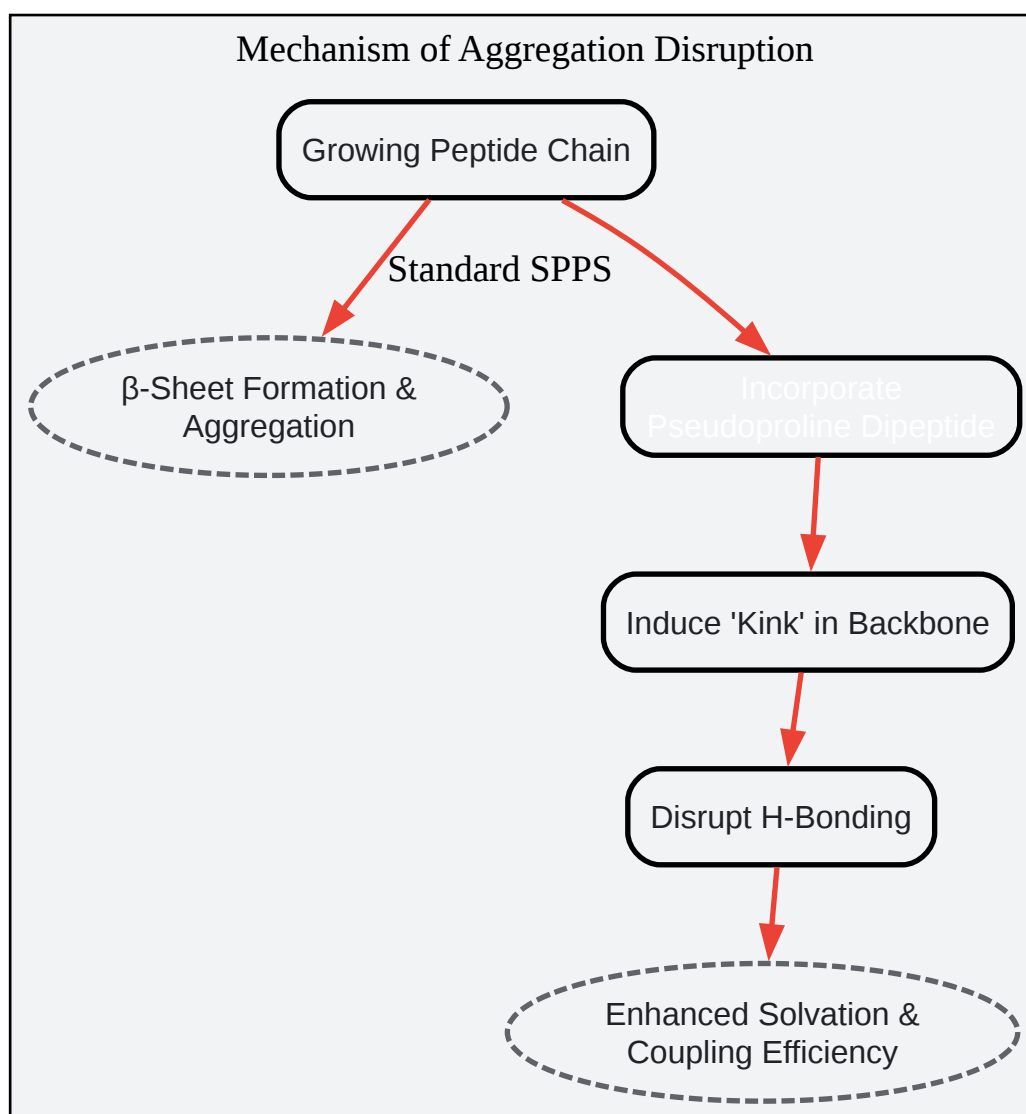 Mechanism of Aggregation Disruption
Growing Peptide Chain
Standard SPPS
β-Sheet Formation &
Aggregation
Incorporate
Pseudoproline Dipeptide
Induce 'Kink' in Backbone
Disrupt H-Bonding
Enhanced Solvation &
Coupling Efficiency